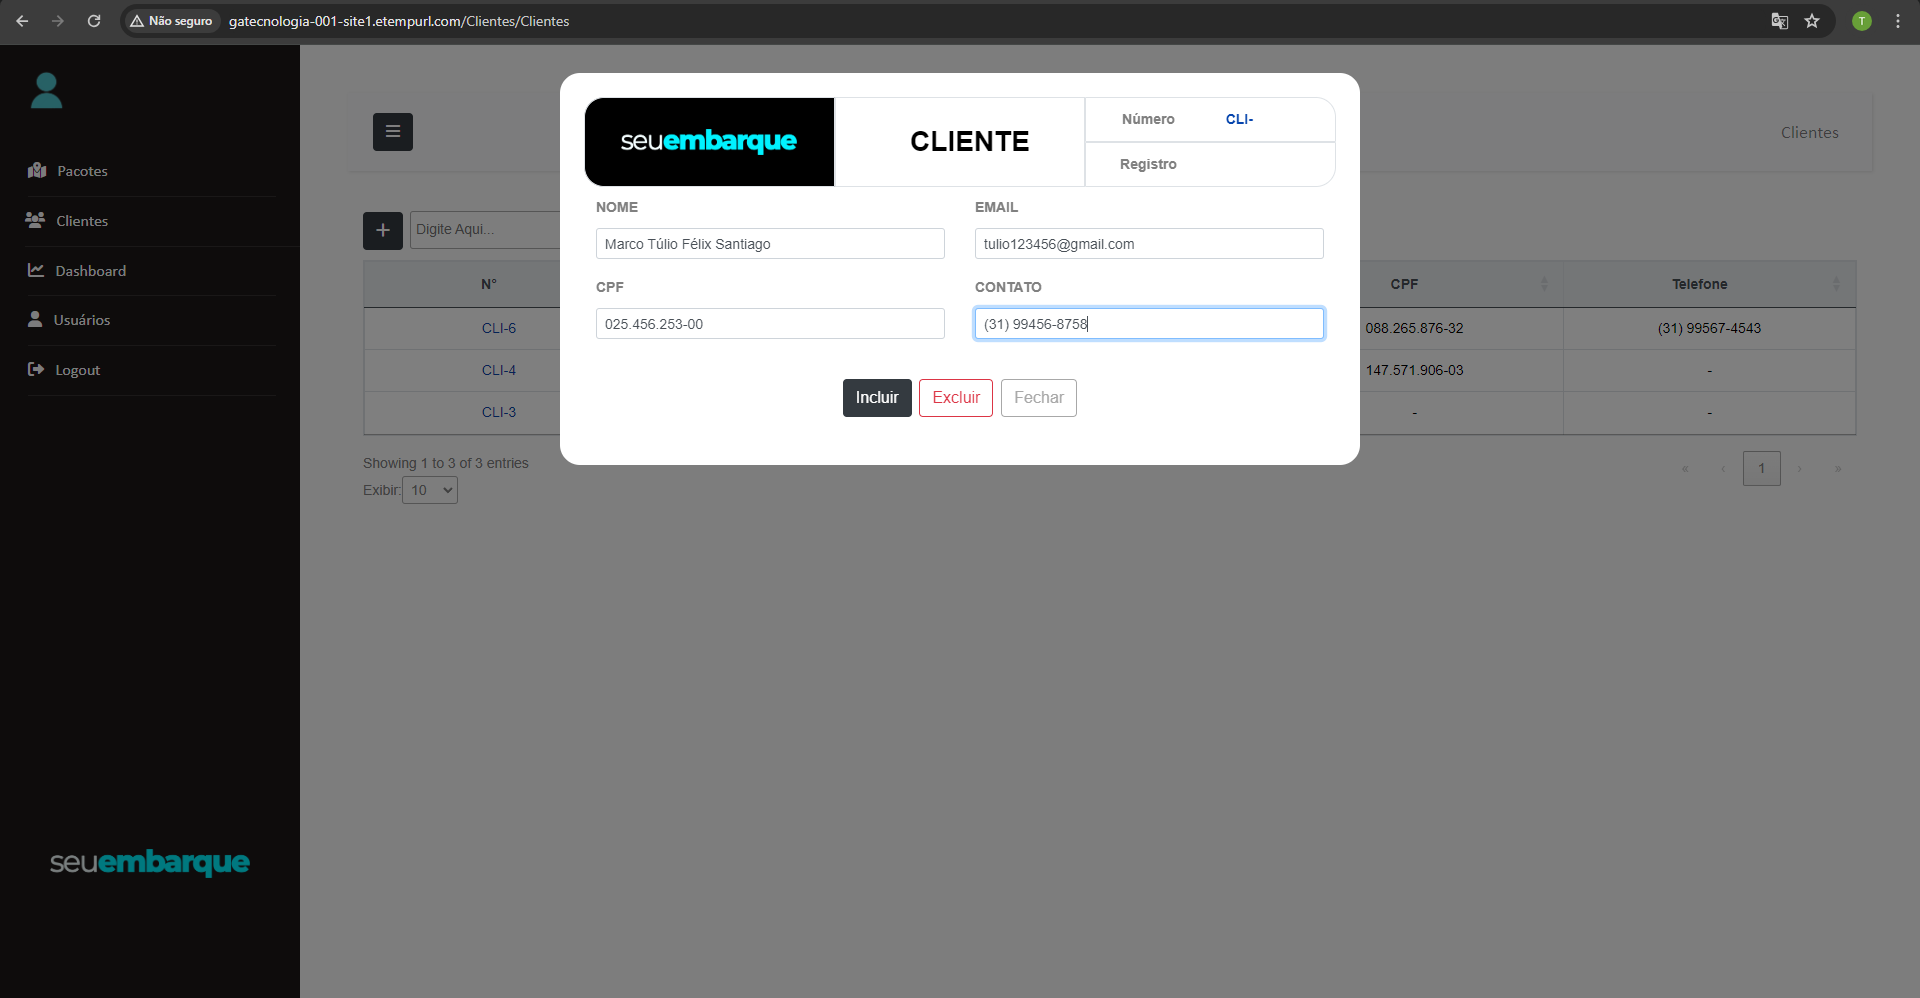 Não seguro
gatecnologia-001-site1.etempurl.com/Clientes/Clientes
T
Pacotes
Clientes
Dashboard
Usuários
Logout
seuembarque
Clientes
Digite Aqui...
N°
CPF
Telefone
CLI-6
088.265.876-32
(31) 99567-4543
CLI-4
147.571.906-03
-
CLI-3
-
-
Showing 1 to 3 of 3 entries
Exibir: 10
« ‹ 1 › »
seuembarque
CLIENTE
Número CLI-
Registro
NOME
EMAIL
Marco Túlio Félix Santiago
tulio123456@gmail.com
CPF
CONTATO
025.456.253-00
(31) 99456-8758
Incluir
Excluir
Fechar